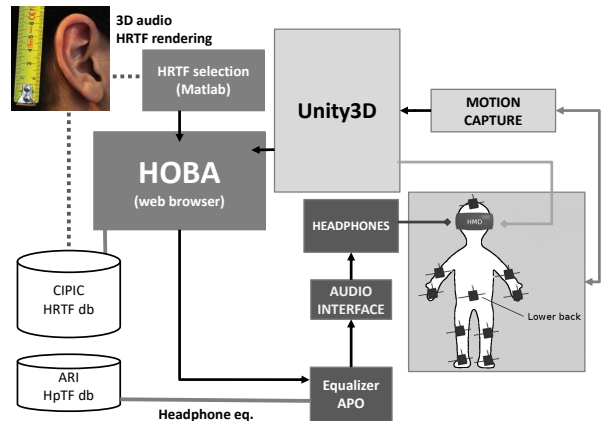 3D audio
HRTF rendering
HRTF selection
(Matlab)
Unity3D
MOTION
CAPTURE
HOBA
(web browser)
HEADPHONES
HMD
CIPIC
HRTF db
AUDIO
INTERFACE
Lower back
ARI
HpTF db
Equalizer
APO
Headphone eq.